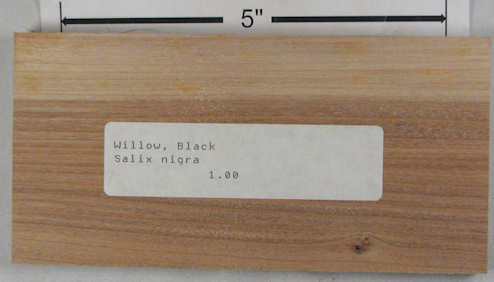 5"
Willow, Black
Salix nigra
1.00